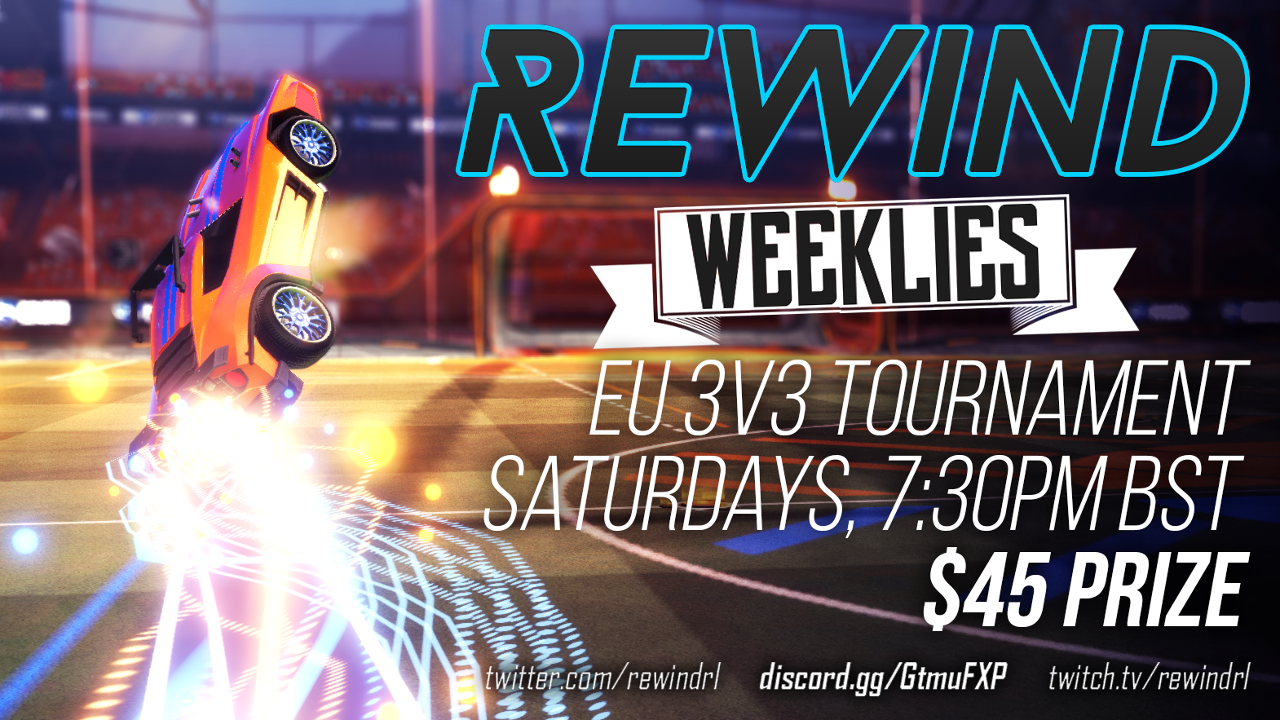 REWIND
WEEKLIES
EU 3V3 TOURNAMENT
SATURDAYS, 7:30PM BST
$45 PRIZE
twitter.com/rewindrl discord.gg/GtmuFXP twitch.tv/rewindrl